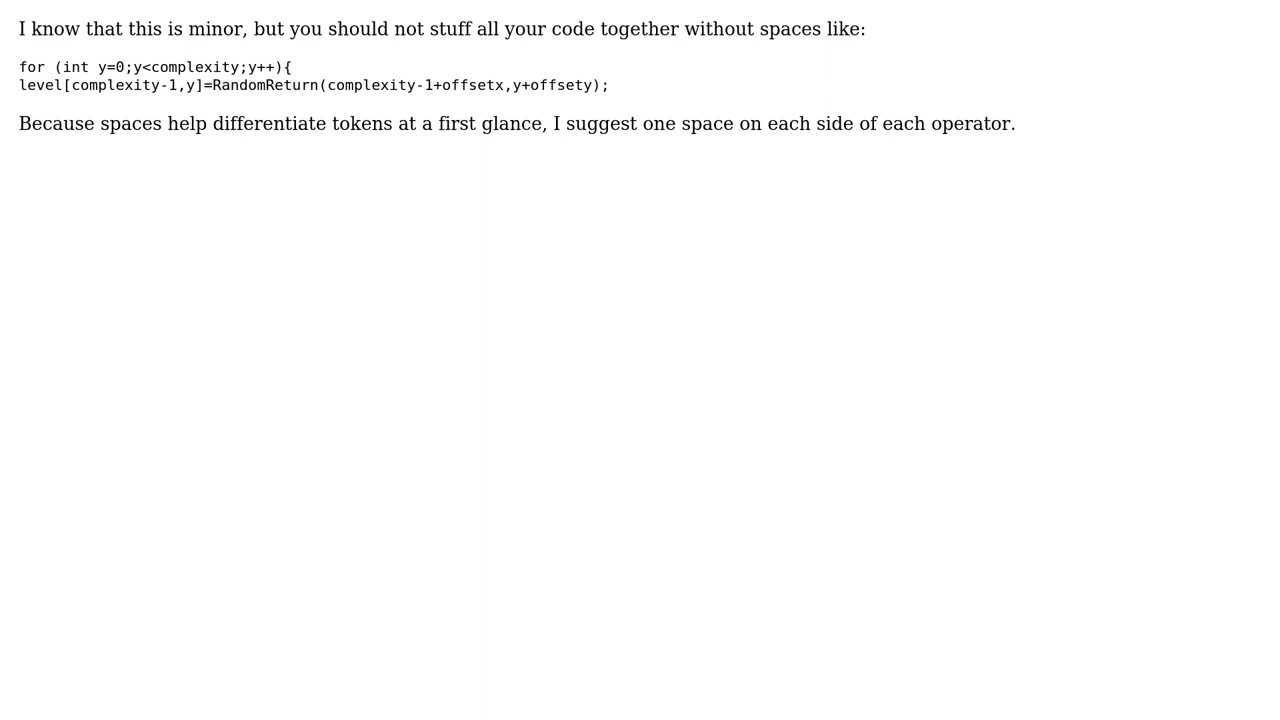 I know that this is minor, but you should not stuff all your code together without spaces like:
for (int y=0;y<complexity;y++){
level[complexity-1,y]=RandomReturn(complexity-1+offsetx,y+offsety);
Because spaces help differentiate tokens at a first glance, I suggest one space on each side of each operator.